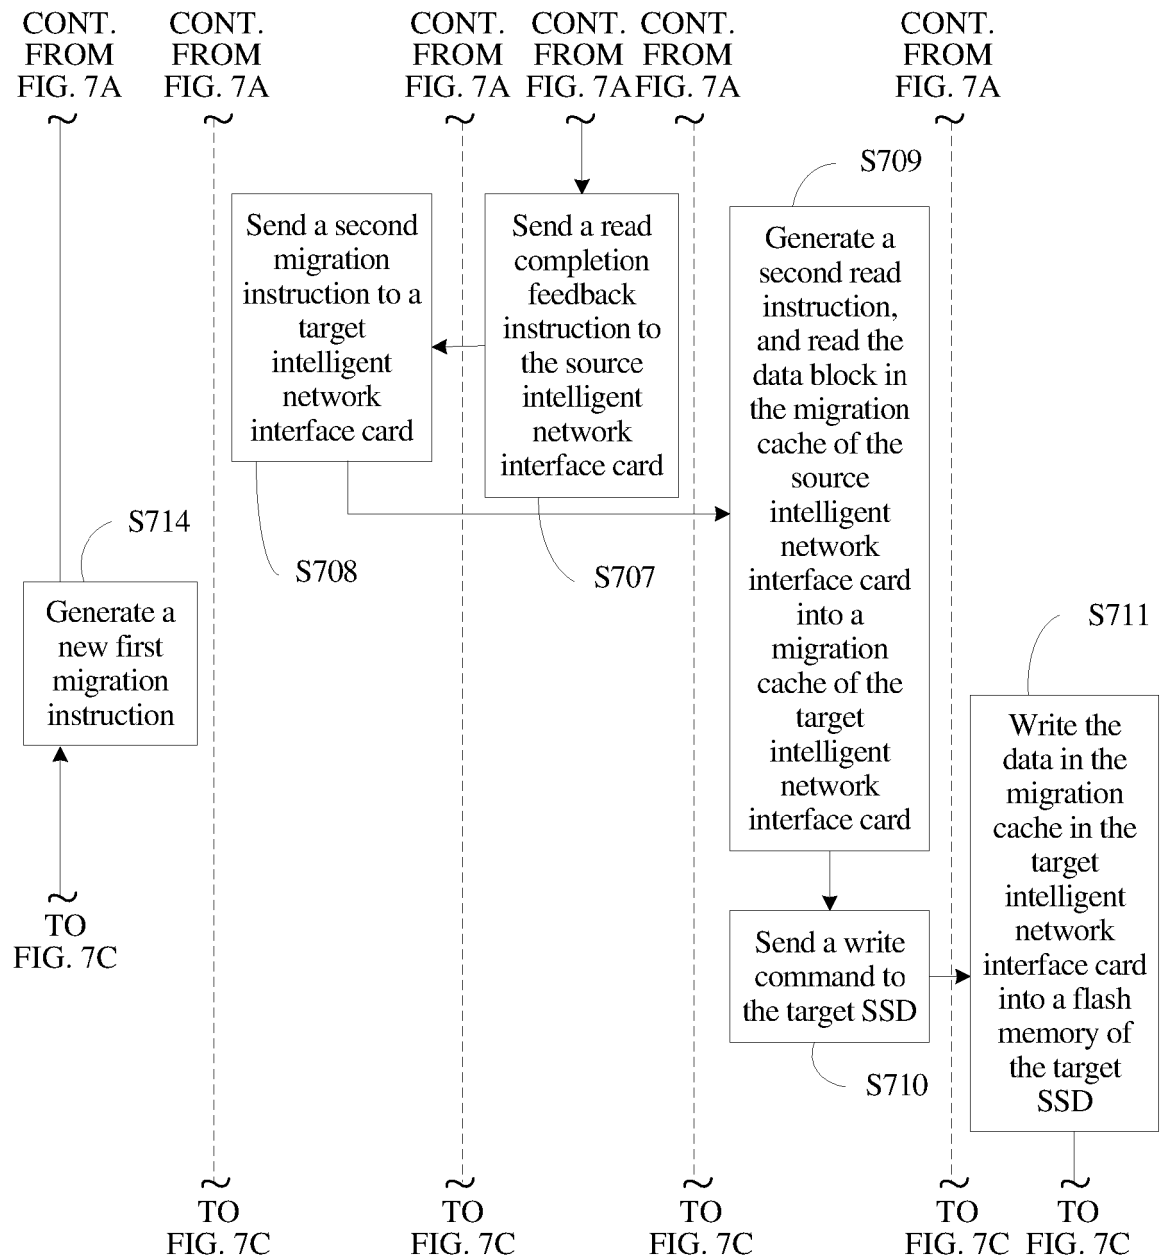 CONT.
FROM
FIG. 7A
CONT.
FROM
FIG. 7A
CONT.
FROM
FIG. 7A
CONT.
FROM
FIG. 7A
CONT.
FROM
FIG. 7A
CONT.
FROM
FIG. 7A
Send a second
migration
instruction to a
target
intelligent
network
interface card
S708
Send a read
completion
feedback
instruction to
the source
intelligent
network
interface card
S707
S709
Generate a
second read
instruction,
and read the
data block in
the migration
cache of the
source
intelligent
network
interface card
into a
migration
cache of the
target
intelligent
network
interface card
S714
Generate a
new first
migration
instruction
TO
FIG. 7C
Send a write
command to
the target SSD
S710
S711
Write the
data in the
migration
cache in the
target
intelligent
network
interface card
into a flash
memory of
the target
SSD
TO
FIG. 7C
TO
FIG. 7C
TO
FIG. 7C
TO
FIG. 7C
TO
FIG. 7C